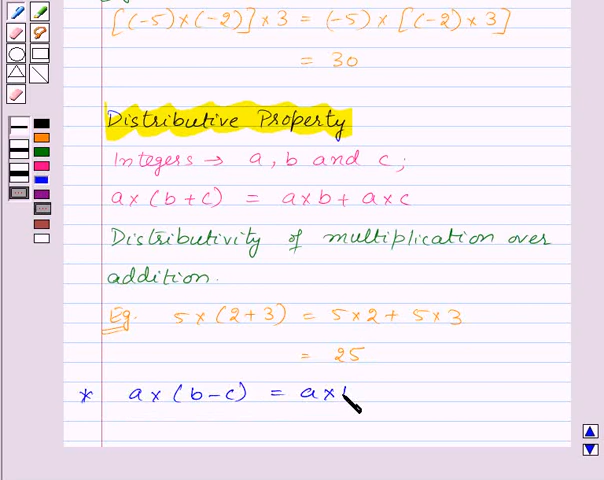 [(-5)×(-2)]×3 = (-5)×[(-2)×3]
= 30
Distributive Property
Integers → a, b and c;
a×(b+c) = a×b+ a×c
Distributivity of multiplication over
addition.
Eg. 5×(2+3) = 5×2+ 5×3
= 25
* a×(b-c) = a×